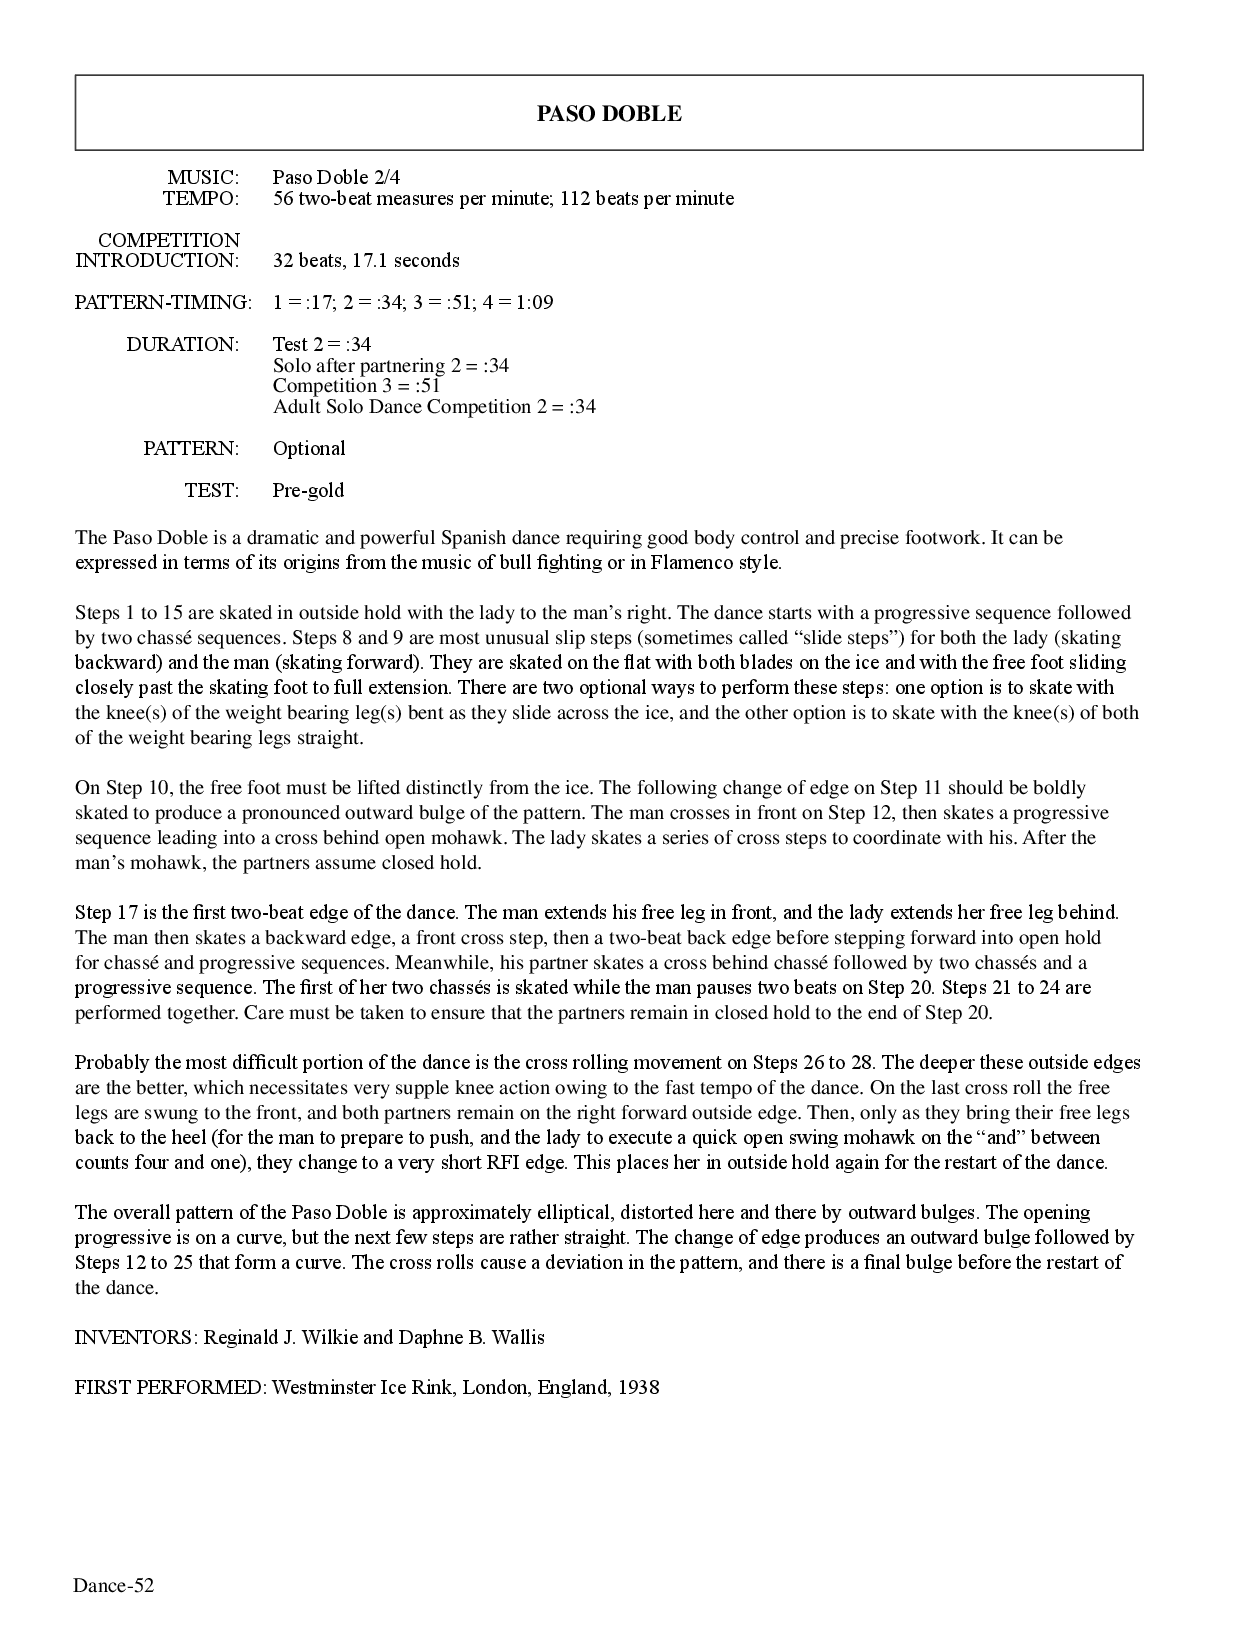 PASO DOBLE
MUSIC: Paso Doble 2/4
TEMPO: 56 two-beat measures per minute; 112 beats per minute
COMPETITION
INTRODUCTION: 32 beats, 17.1 seconds
PATTERN-TIMING: 1 = :17; 2 = :34; 3 = :51; 4 = 1:09
DURATION: Test 2 = :34
Solo after partnering 2 = :34
Competition 3 = :51
Adult Solo Dance Competition 2 = :34
PATTERN: Optional
TEST: Pre-gold
The Paso Doble is a dramatic and powerful Spanish dance requiring good body control and precise footwork. It can be
expressed in terms of its origins from the music of bull fighting or in Flamenco style.
Steps 1 to 15 are skated in outside hold with the lady to the man’s right. The dance starts with a progressive sequence followed
by two chassé sequences. Steps 8 and 9 are most unusual slip steps (sometimes called “slide steps”) for both the lady (skating
backward) and the man (skating forward). They are skated on the flat with both blades on the ice and with the free foot sliding
closely past the skating foot to full extension. There are two optional ways to perform these steps: one option is to skate with
the knee(s) of the weight bearing leg(s) bent as they slide across the ice, and the other option is to skate with the knee(s) of both
of the weight bearing legs straight.
On Step 10, the free foot must be lifted distinctly from the ice. The following change of edge on Step 11 should be boldly
skated to produce a pronounced outward bulge of the pattern. The man crosses in front on Step 12, then skates a progressive
sequence leading into a cross behind open mohawk. The lady skates a series of cross steps to coordinate with his. After the
man’s mohawk, the partners assume closed hold.
Step 17 is the first two-beat edge of the dance. The man extends his free leg in front, and the lady extends her free leg behind.
The man then skates a backward edge, a front cross step, then a two-beat back edge before stepping forward into open hold
for chassé and progressive sequences. Meanwhile, his partner skates a cross behind chassé followed by two chassés and a
progressive sequence. The first of her two chassés is skated while the man pauses two beats on Step 20. Steps 21 to 24 are
performed together. Care must be taken to ensure that the partners remain in closed hold to the end of Step 20.
Probably the most difficult portion of the dance is the cross rolling movement on Steps 26 to 28. The deeper these outside edges
are the better, which necessitates very supple knee action owing to the fast tempo of the dance. On the last cross roll the free
legs are swung to the front, and both partners remain on the right forward outside edge. Then, only as they bring their free legs
back to the heel (for the man to prepare to push, and the lady to execute a quick open swing mohawk on the “and” between
counts four and one), they change to a very short RFI edge. This places her in outside hold again for the restart of the dance.
The overall pattern of the Paso Doble is approximately elliptical, distorted here and there by outward bulges. The opening
progressive is on a curve, but the next few steps are rather straight. The change of edge produces an outward bulge followed by
Steps 12 to 25 that form a curve. The cross rolls cause a deviation in the pattern, and there is a final bulge before the restart of
the dance.
INVENTORS: Reginald J. Wilkie and Daphne B. Wallis
FIRST PERFORMED: Westminster Ice Rink, London, England, 1938
Dance-52